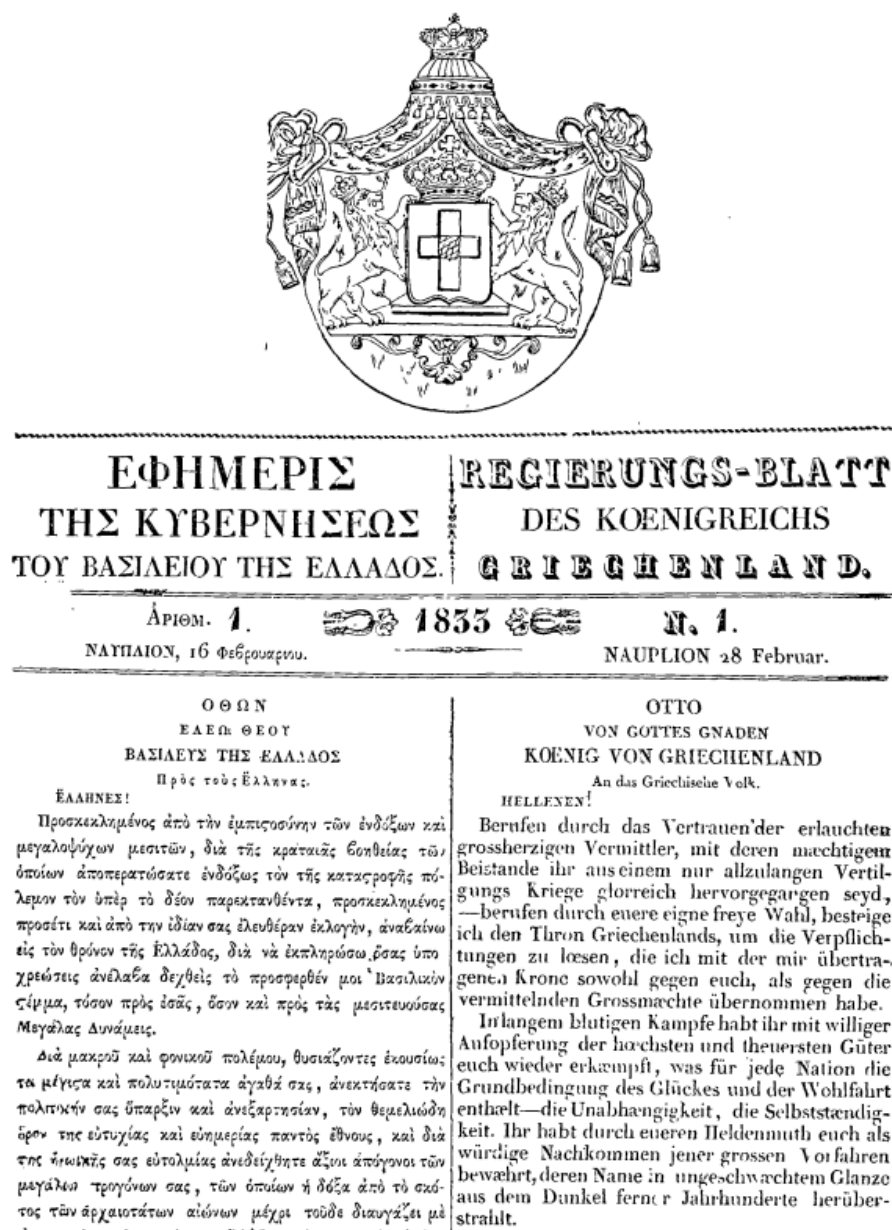 ΕΦΗΜΕΡΙΣ
ΤΗΣ ΚΥΒΕΡΝΗΣΕΩΣ
ΤΟΥ ΒΑΣΙΛΕΙΟΥ ΤΗΣ ΕΛΛΑΔΟΣ.
REGIERUNGS-BLATT
DES KOENIGREICHS
GRIECHENLAND.
ΑΡΙΘΜ. 1.
1833
N. 1.
ΝΑΥΠΛΙΟΝ, 16 Φεβρουαριου.
NAUPLION 28 Februar.
ΟΘΩΝ
ΕΛΕΩι ΘΕΟΥ
ΒΑΣΙΛΕΥΣ ΤΗΣ ΕΛΛΑΔΟΣ
Πρὸς τοὺς Ἕλληνας.
ἝΛΛΗΝΕΣ!
Προσκεκλημένος ἀπὸ τὴν ἐμπιςοσύνην τῶν ἐνδόξων καὶ
μεγαλοψύχων μεσιτῶν, διὰ τῆς κραταιᾶς βοηθείας τῶν
ὁποίων ἀποπερατώσατε ἐνδόξως τὸν τῆς καταςροφῆς πό-
λεμον τὸν ὑπὲρ τὸ δέον παρεκτανθέντα, προσκεκλημένος
προσέτι καὶ ἀπὸ την ἰδίαν σας ἐλευθέραν ἐκλογὴν, ἀναβαίνω
εἰς τὸν θρόνον τῆς Ἑλλάδος, διὰ νὰ ἐκπληρώσω ὅσας ὑπο
χρεώσεις ἀνέλαβα δεχθεὶς τὸ προσφερθέν μοι Βασιλικὸν
ςέμμα, τόσον πρὸς ἐσᾶς, ὅσον καὶ πρὸς τὰς μεσιτευούσας
Μεγάλας Δυνάμεις.
Διὰ μακροῦ καὶ φονικοῦ πολέμου, θυσιάζοντες ἑκουσίως
τα μέγιςα καὶ πολυτιμότατα ἀγαθά σας, ἀνεκτήσατε τὴν
πολιτικήν σας ὕπαρξιν καὶ ἀνεξαρτησίαν, τὸν θεμελιώδη
ὅρον της εὐτυχίας καὶ εὐημερίας παντὸς ἔθνους, καὶ διὰ
της ἡρωικῆς σας εὐτολμίας ἀνεδείχθητε ἄξιοι ἀπόγονοι τῶν
μεγάλων προγόνων σας, τῶν ὁποίων ἡ δόξα ἀπὸ τὸ σκό-
τος τῶν ἀρχαιοτάτων αἰώνων μέχρι τοῦδε διαυγάζει μὲ
OTTO
VON GOTTES GNADEN
KOENIG VON GRIECHENLAND
An das Griechische Volk.
HELLENEN!
Berufen durch das Vertrauen der erlauchten
grossherzigen Vermittler, mit deren mæchtigem
Beistande ihr aus einem nur allzulangen Vertil-
gungs Kriege glorreich hervorgegangen seyd,
—berufen durch euere eigne freye Wahl, besteige
ich den Thron Griechenlands, um die Verpflich-
tungen zu lœsen, die ich mit der mir übertra-
genen Krone sowohl gegen euch, als gegen die
vermittelnden Grossmæchte übernommen habe.
In langem blutigen Kampfe habt ihr mit williger
Aufopferung der hœchsten und theuersten Güter
euch wieder erkæmpft, was für jede Nation die
Grundbedingung des Glückes und der Wohlfahrt
enthælt—die Unabhængigkeit, die Selbststændig-
keit. Ihr habt durch eueren Heldenmuth euch als
würdige Nachkommen jener grossen Vorfahren
bewæhrt, deren Name in ungeschwæchtem Glanze
aus dem Dunkel ferner Jahrhunderte herüber-
strahlt.